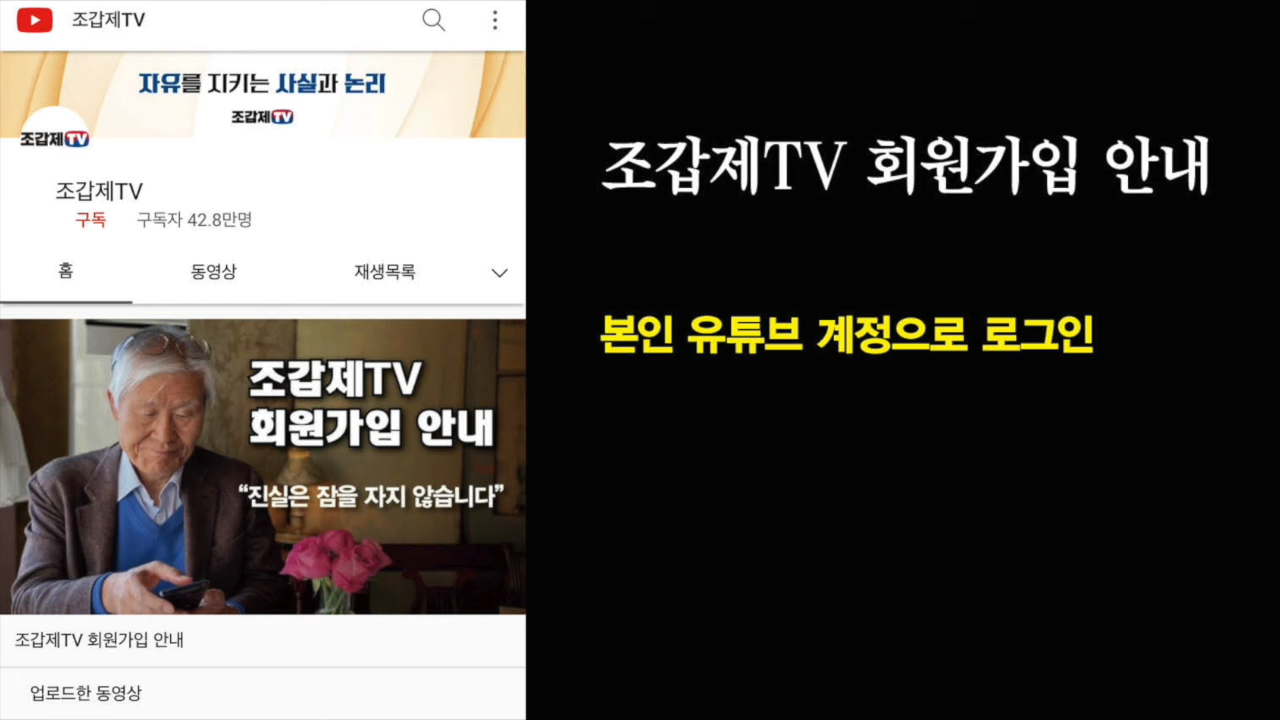 조갑제TV
자유를 지키는 사실과 논리
조갑제TV
조갑제TV
조갑제TV
구독 구독자 42.8만명
홈 동영상 재생목록
조갑제TV
회원가입 안내
“진실은 잠을 자지 않습니다”
조갑제TV 회원가입 안내
업로드한 동영상
조갑제TV 회원가입 안내
본인 유튜브 계정으로 로그인